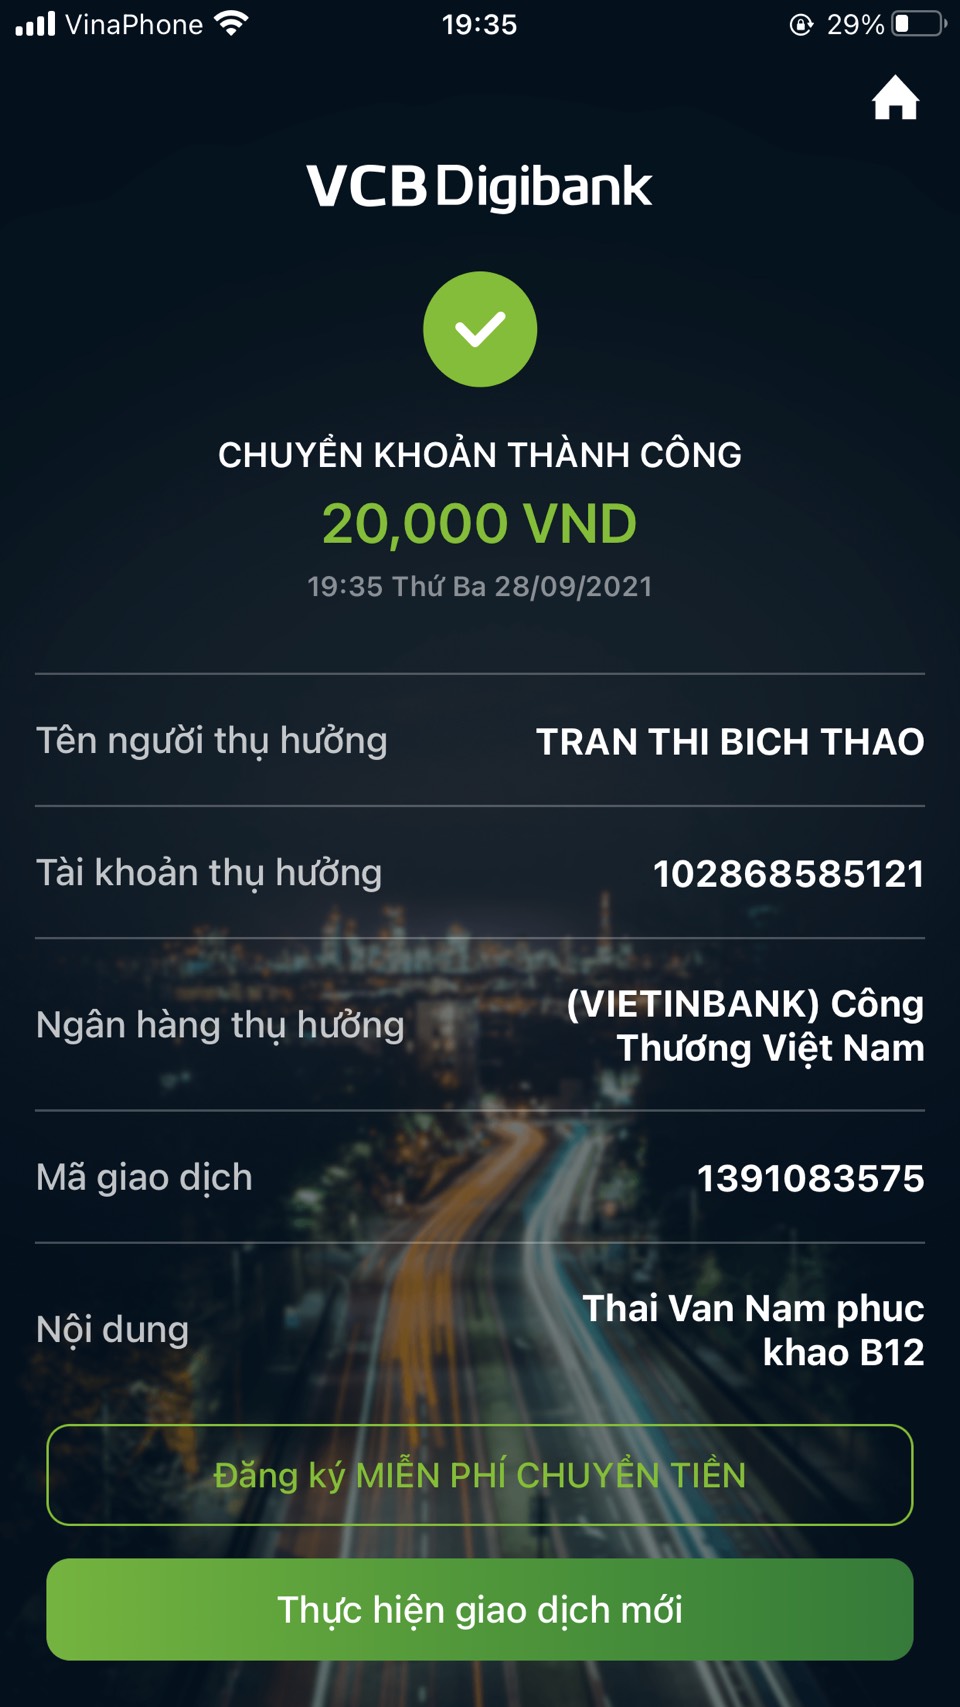 VinaPhone 19:35 29%
VCB Digibank
CHUYỂN KHOẢN THÀNH CÔNG
20,000 VND
19:35 Thứ Ba 28/09/2021
Tên người thụ hưởng TRAN THI BICH THAO
Tài khoản thụ hưởng 102868585121
Ngân hàng thụ hưởng (VIETINBANK) Công
Thương Việt Nam
Mã giao dịch 1391083575
Nội dung Thai Van Nam phuc
khao B12
Đăng ký MIỄN PHÍ CHUYỂN TIỀN
Thực hiện giao dịch mới